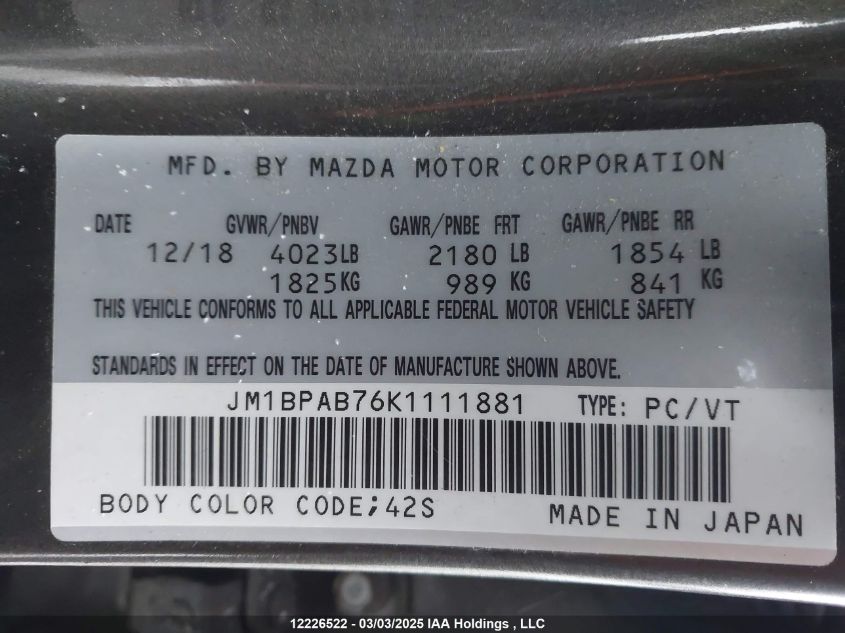 MFD. BY MAZDA MOTOR CORPORATION
DATE GVWR/PNBV GAWR/PNBE FRT GAWR/PNBE RR
12/18 4023LB 2180 LB 1854 LB
1825KG 989 KG 841 KG
THIS VEHICLE CONFORMS TO ALL APPLICABLE FEDERAL MOTOR VEHICLE SAFETY
STANDARDS IN EFFECT ON THE DATE OF MANUFACTURE SHOWN ABOVE.
JM1BPAB76K1111881 TYPE: PC/VT
BODY COLOR CODE;42S
MADE IN JAPAN
12226522 - 03/03/2025 IAA Holdings , LLC